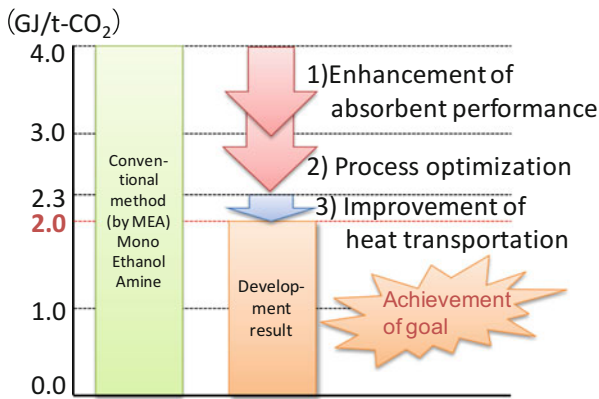 (GJ/t-CO₂)
4.0
3.0
2.3
2.0
1.0
0.0
Conven-
tional
method
(by MEA)
Mono
Ethanol
Amine
1)Enhancement of
absorbent performance
2) Process optimization
3) Improvement of
heat transportation
Develop-
ment
result
Achievement
of goal